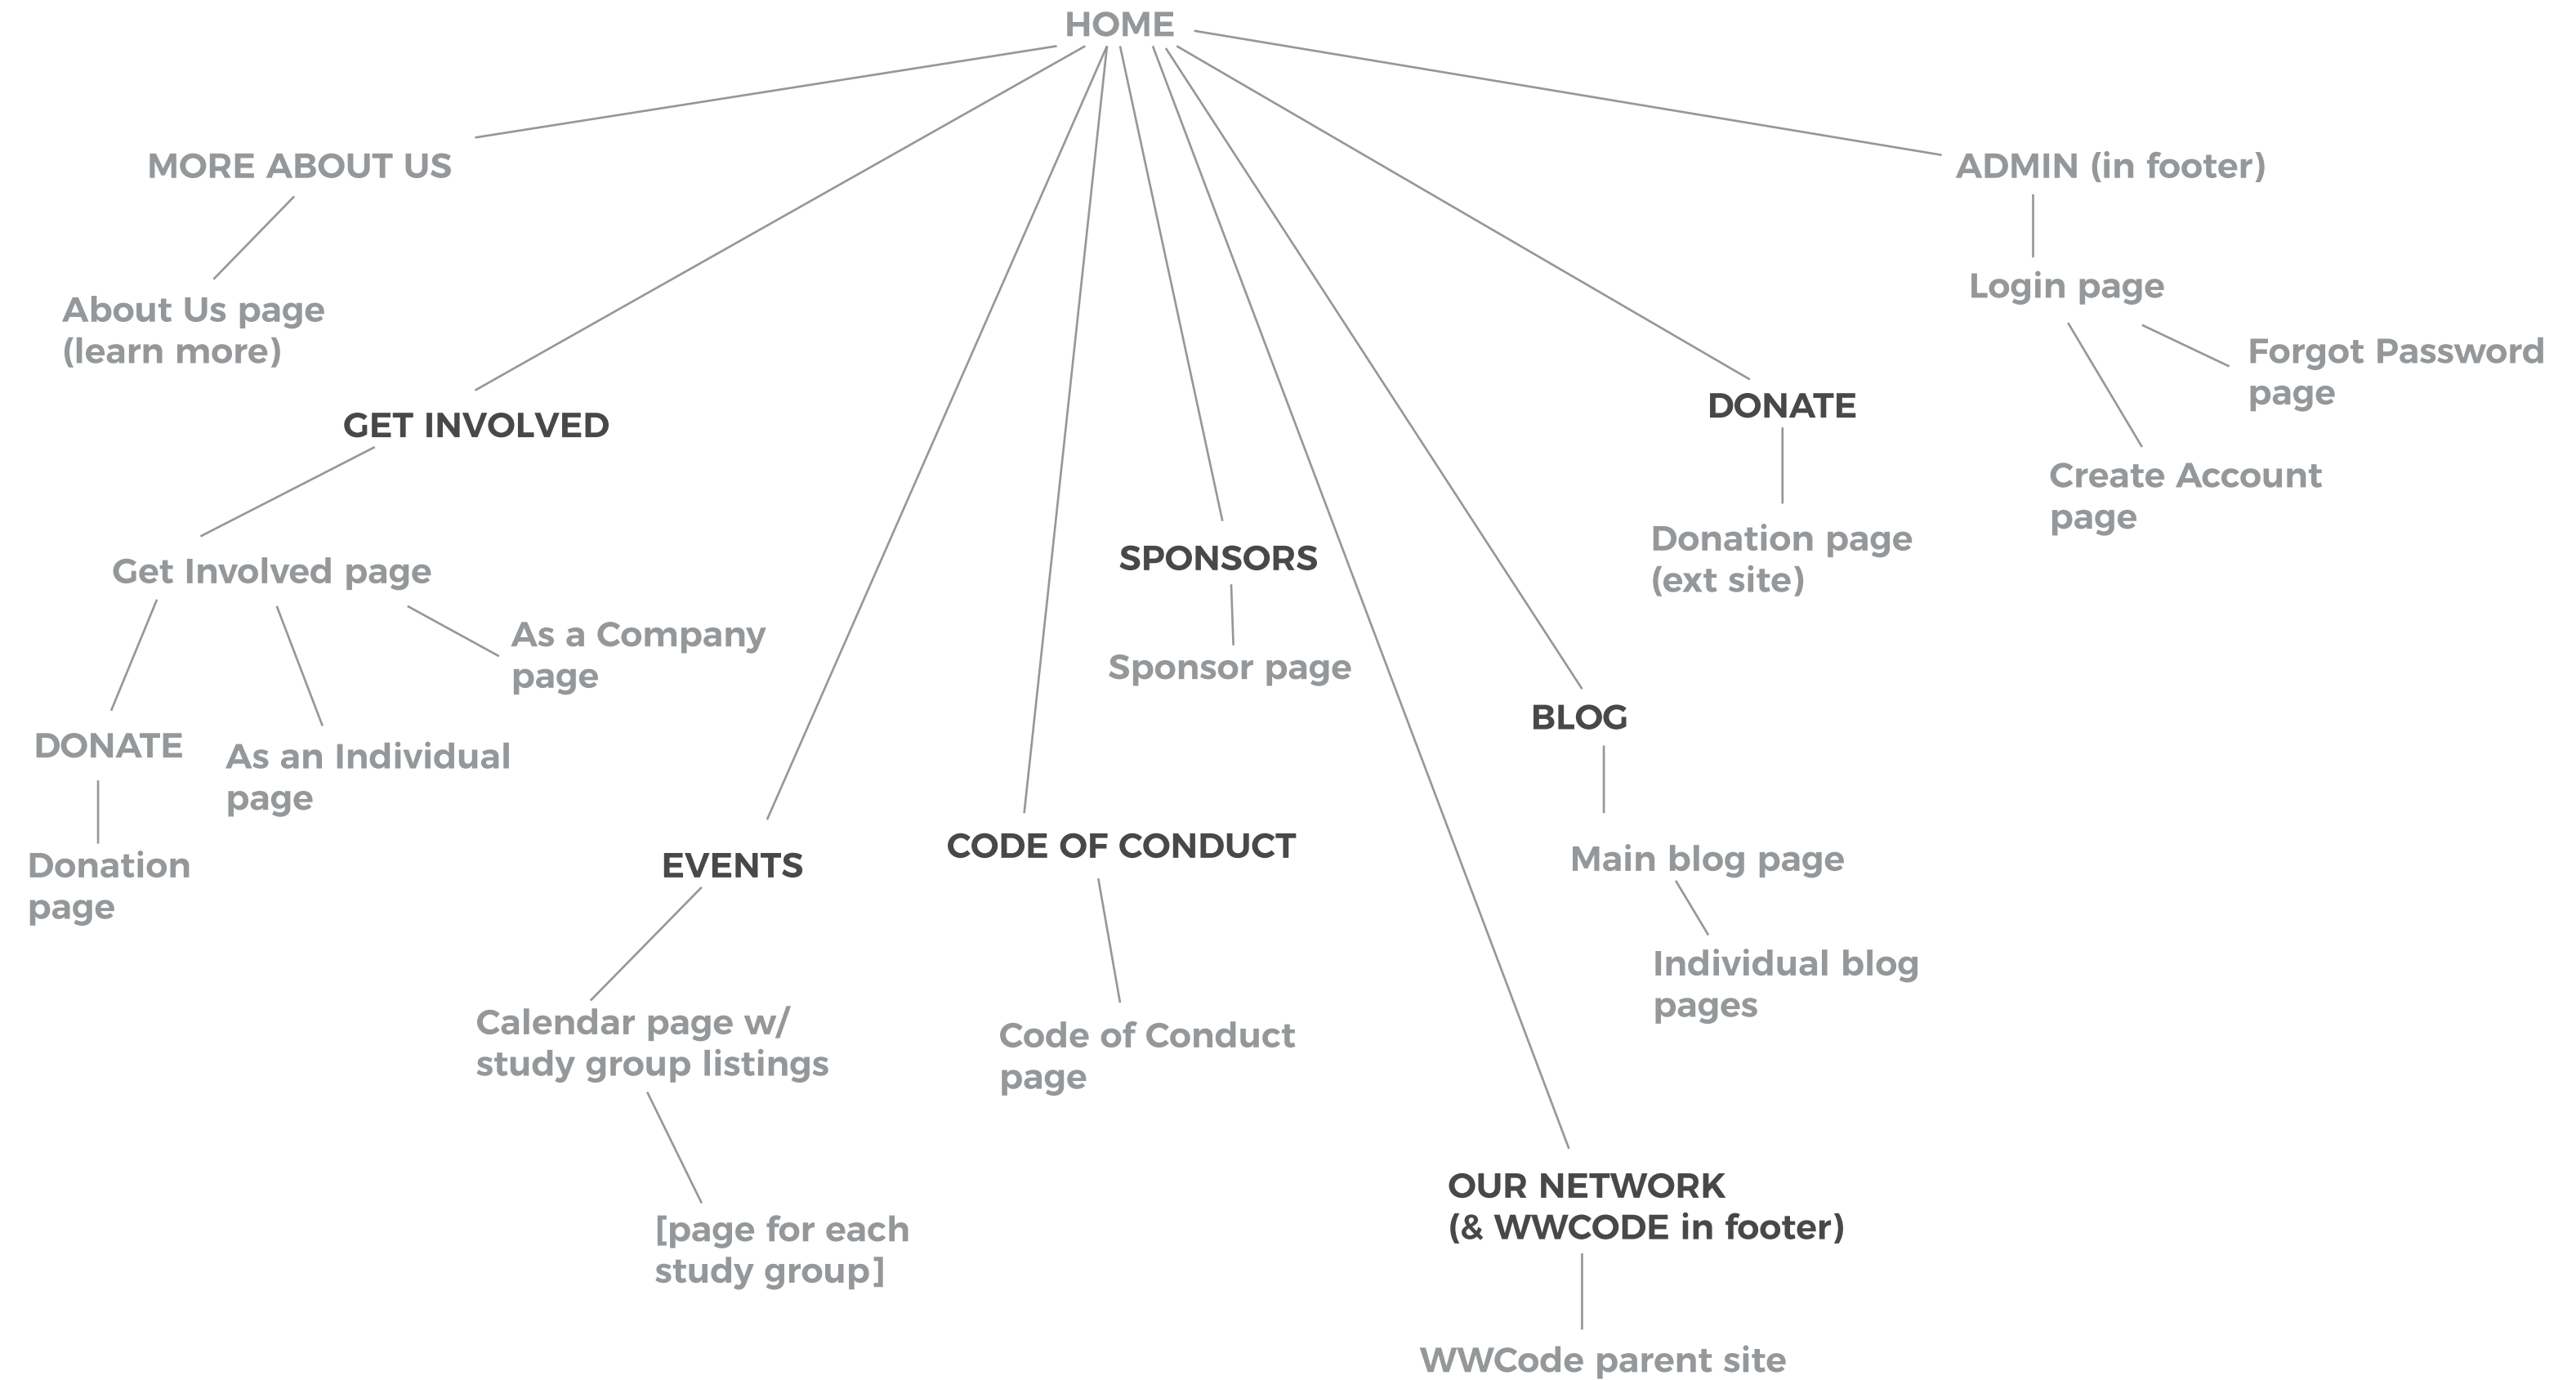 HOME
MORE ABOUT US
About Us page
(learn more)
GET INVOLVED
Get Involved page
DONATE
Donation
page
As an Individual
page
As a Company
page
EVENTS
Calendar page w/
study group listings
[page for each
study group]
CODE OF CONDUCT
Code of Conduct
page
SPONSORS
Sponsor page
OUR NETWORK
(& WWCODE in footer)
WWCode parent site
BLOG
Main blog page
Individual blog
pages
DONATE
Donation page
(ext site)
ADMIN (in footer)
Login page
Forgot Password
page
Create Account
page